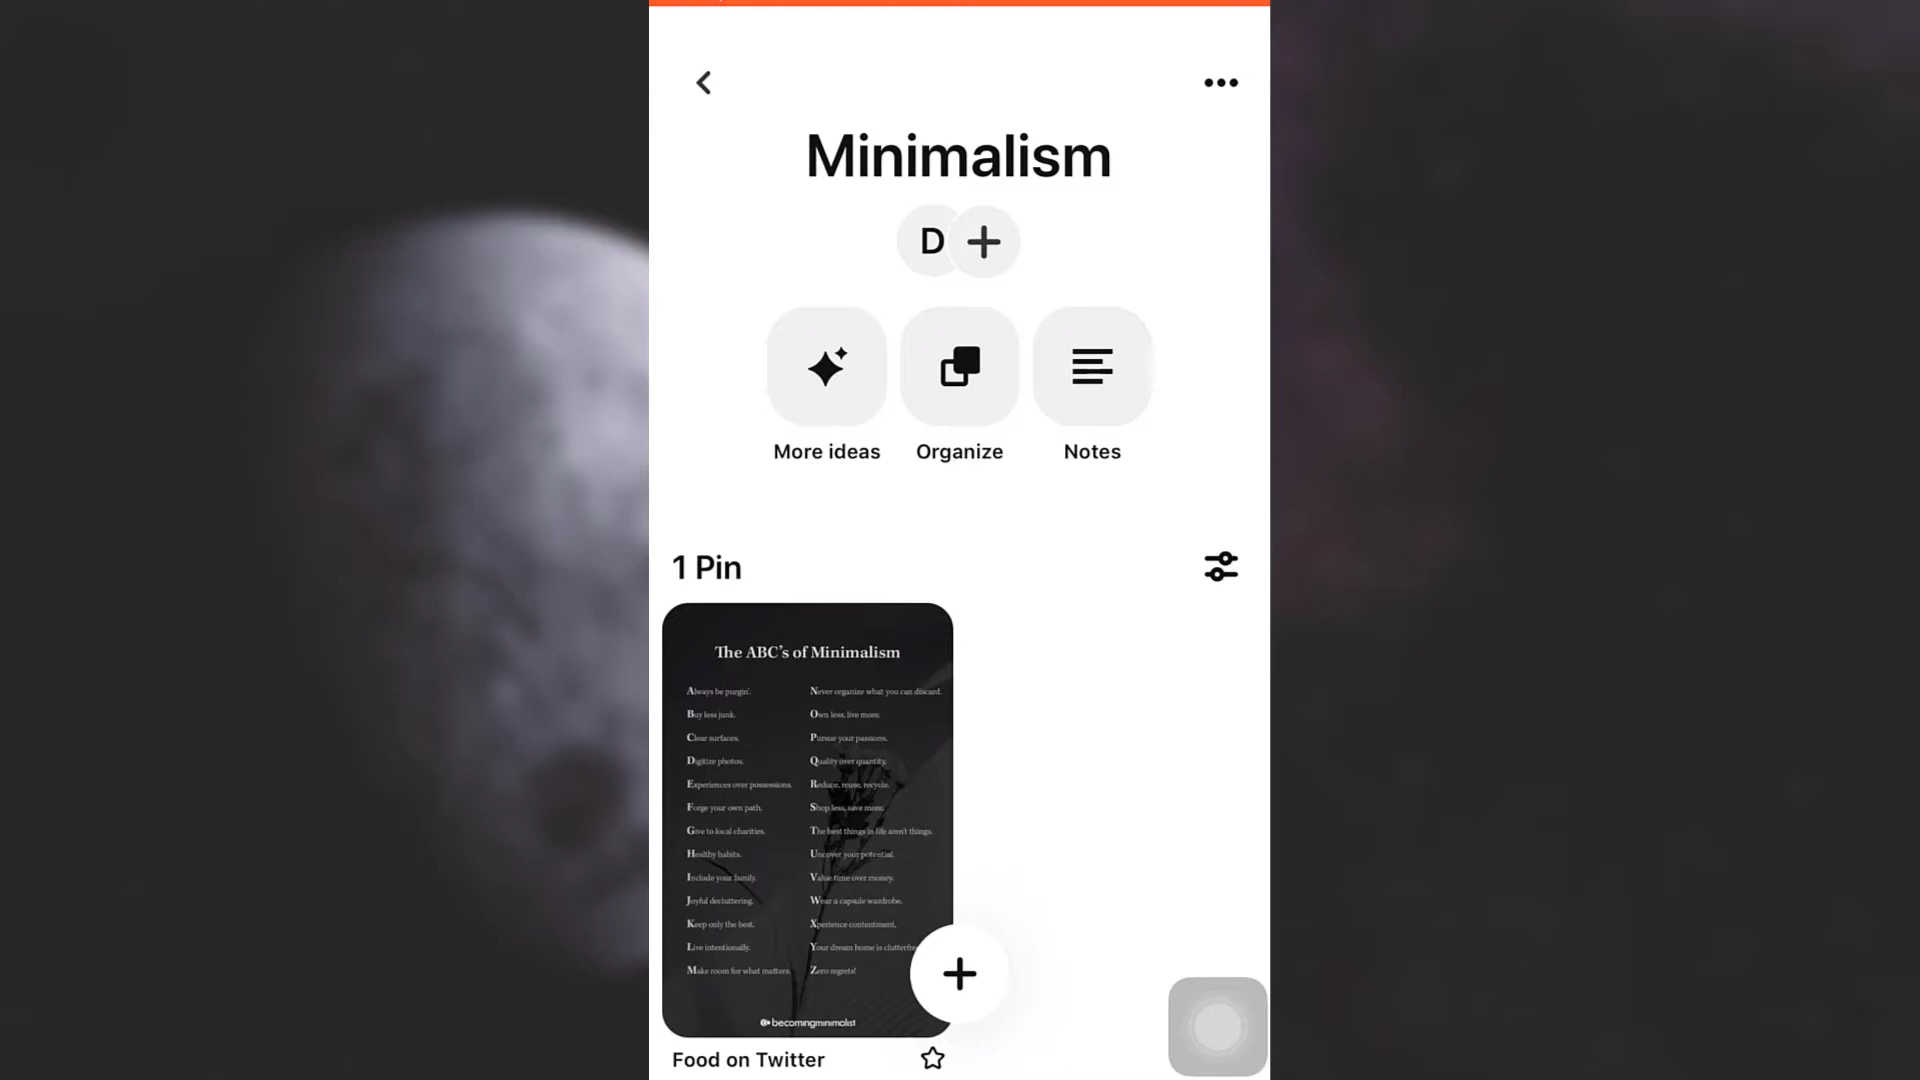 Minimalism
D
More ideas Organize Notes
1 Pin
The ABC's of Minimalism
Always be purgin'.
Buy less junk.
Clear surfaces.
Digitize photos.
Experiences over possessions.
Forge your own path.
Give to local charities.
Healthy habits.
Include your family.
Joyful decluttering.
Keep only the best.
Live intentionally.
Make room for what matters.
Never organize what you can discard.
Own less, live more.
Pursue your passions.
Quality over quantity.
Reduce, reuse, recycle.
Shop less, save more.
The best things in life aren't things.
Uncover your potential.
Value time over money.
Wear a capsule wardrobe.
Xperience contentment.
Your dream home is clutterfre
Zero regrets!
becomingminimalist
Food on Twitter